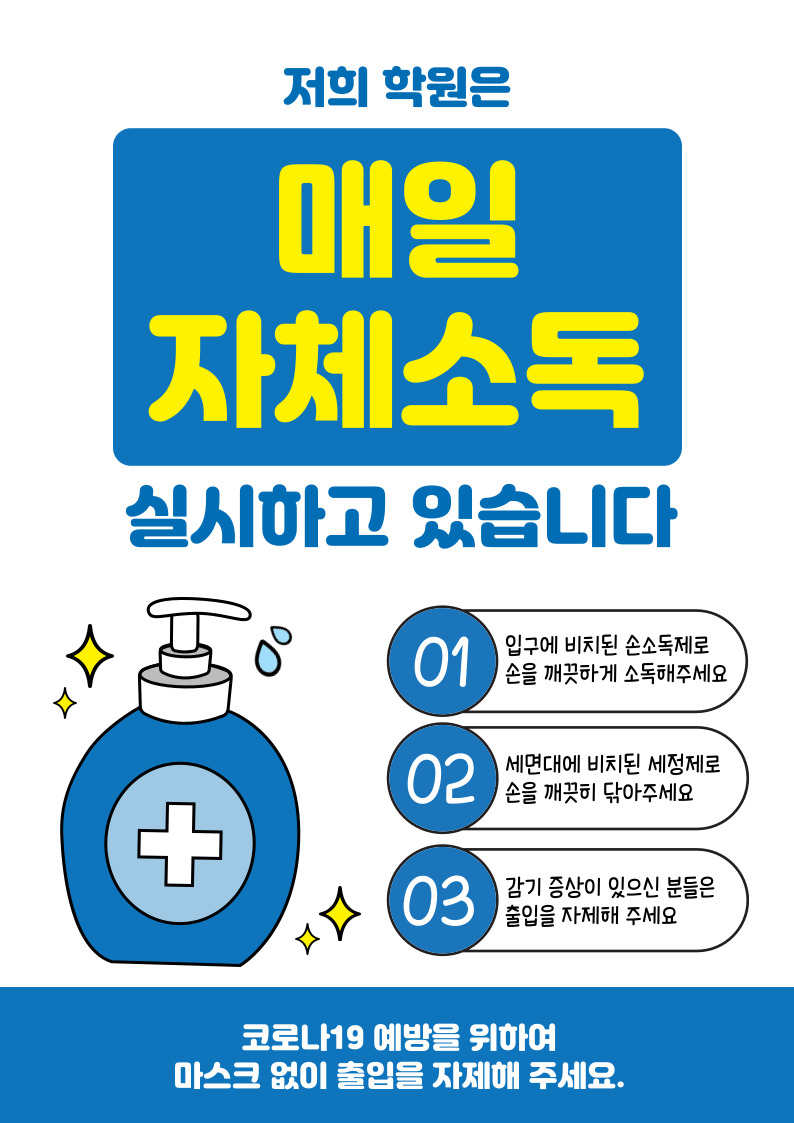 저희 학원은
매일
자체소독
실시하고 있습니다
01
입구에 비치된 손소독제로
손을 깨끗하게 소독해주세요
02
세면대에 비치된 세정제로
손을 깨끗히 닦아주세요
03
감기 증상이 있으신 분들은
출입을 자제해 주세요
코로나19 예방을 위하여
마스크 없이 출입을 자제해 주세요.